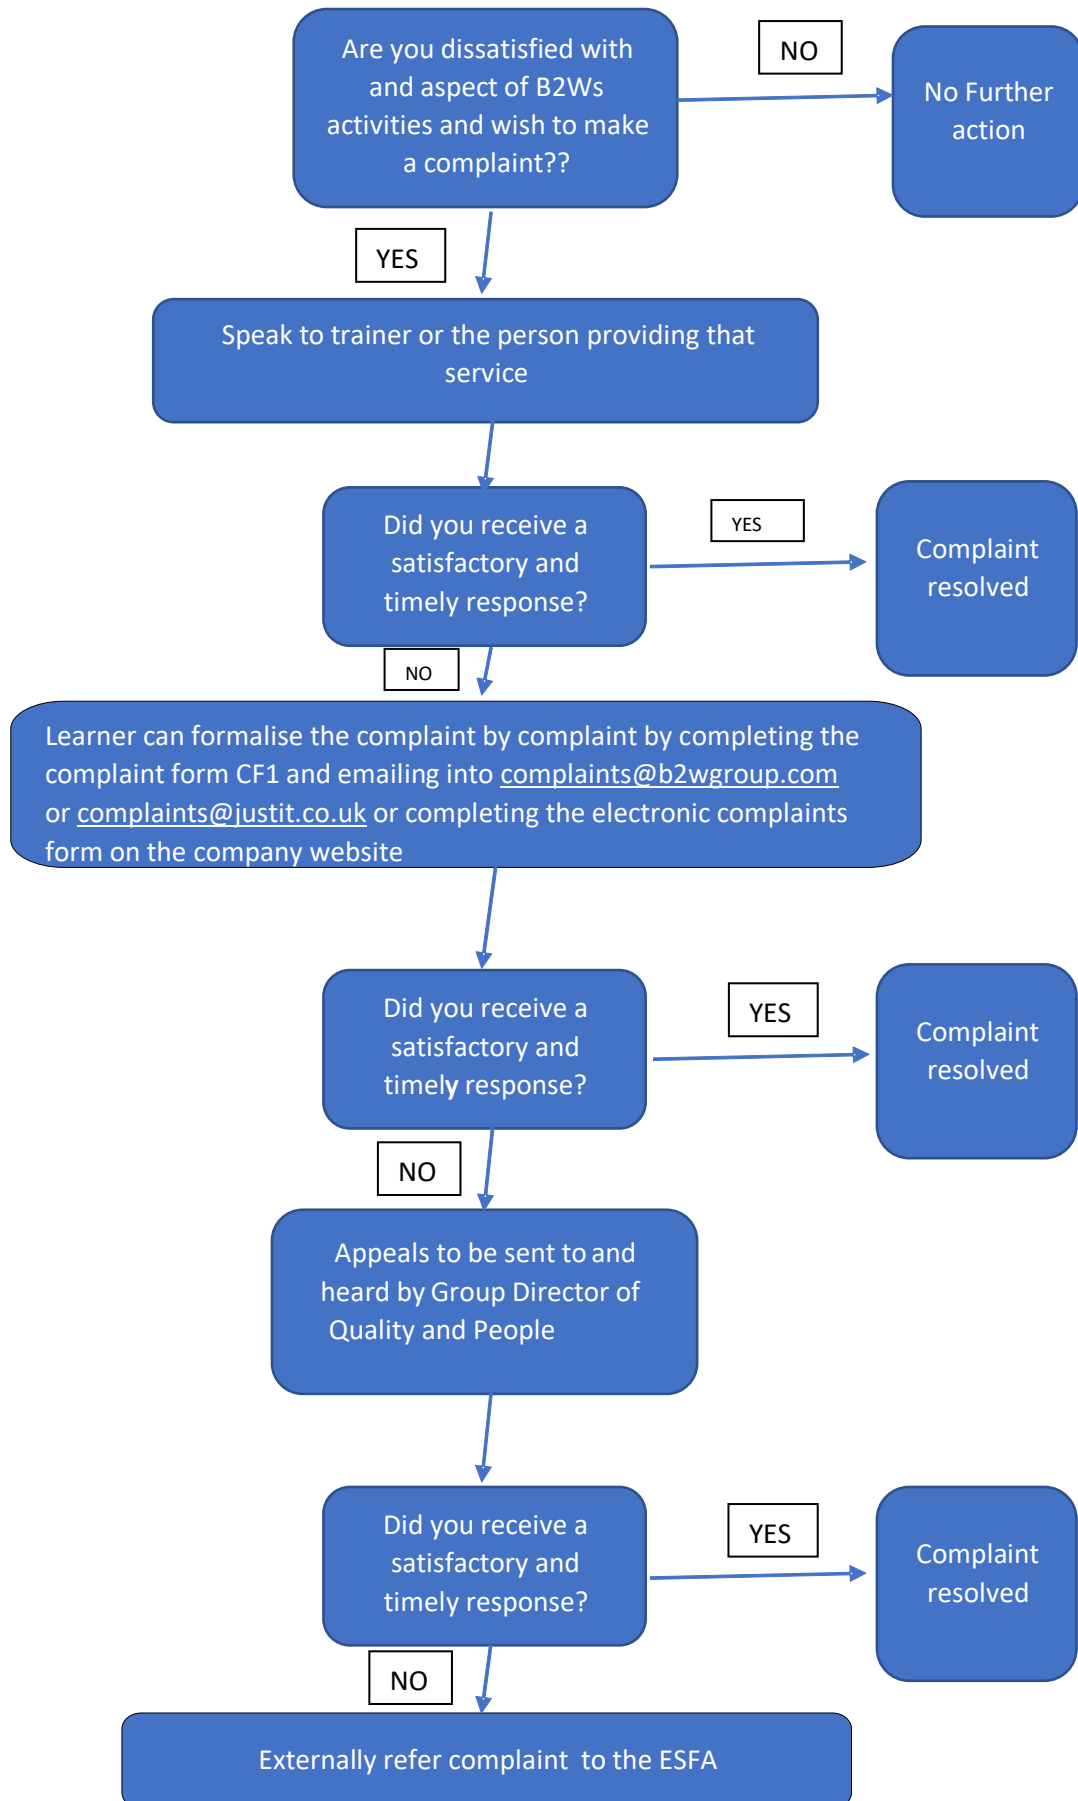 Are you dissatisfied with
and aspect of B2Ws
activities and wish to make
a complaint??
NO
No Further
action
YES
Speak to trainer or the person providing that
service
Did you receive a
satisfactory and
timely response?
YES
Complaint
resolved
NO
Learner can formalise the complaint by complaint by completing the
complaint form CF1 and emailing into complaints@b2wgroup.com
or complaints@justit.co.uk or completing the electronic complaints
form on the company website
Did you receive a
satisfactory and
timely response?
YES
Complaint
resolved
NO
Appeals to be sent to and
heard by Group Director of
Quality and People
Did you receive a
satisfactory and
timely response?
YES
Complaint
resolved
NO
Externally refer complaint to the ESFA